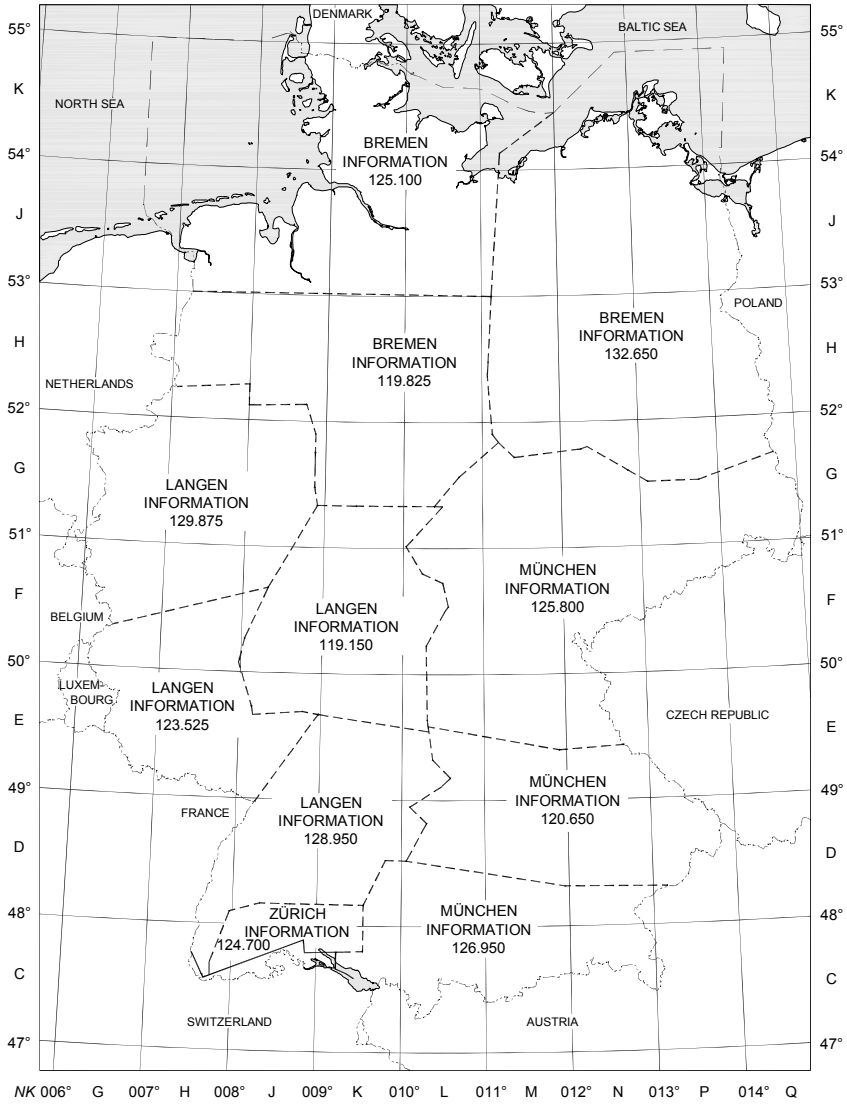 DENMARK
BALTIC SEA
55°
55°
K
K
NORTH SEA
BREMEN
INFORMATION
125.100
54°
54°
J
J
53°
53°
POLAND
BREMEN
INFORMATION
132.650
BREMEN
INFORMATION
119.825
H
H
NETHERLANDS
52°
52°
G
G
LANGEN
INFORMATION
129.875
51°
51°
MÜNCHEN
INFORMATION
125.800
F
F
BELGIUM
LANGEN
INFORMATION
119.150
50°
50°
LUXEM-
BOURG
LANGEN
INFORMATION
123.525
CZECH REPUBLIC
E
E
49°
49°
MÜNCHEN
INFORMATION
120.650
FRANCE
LANGEN
INFORMATION
128.950
D
D
48°
48°
ZÜRICH
INFORMATION
124.700
MÜNCHEN
INFORMATION
126.950
C
C
SWITZERLAND
AUSTRIA
47°
47°
NK 006° G 007° H 008° J 009° K 010° L 011° M 012° N 013° P 014° Q